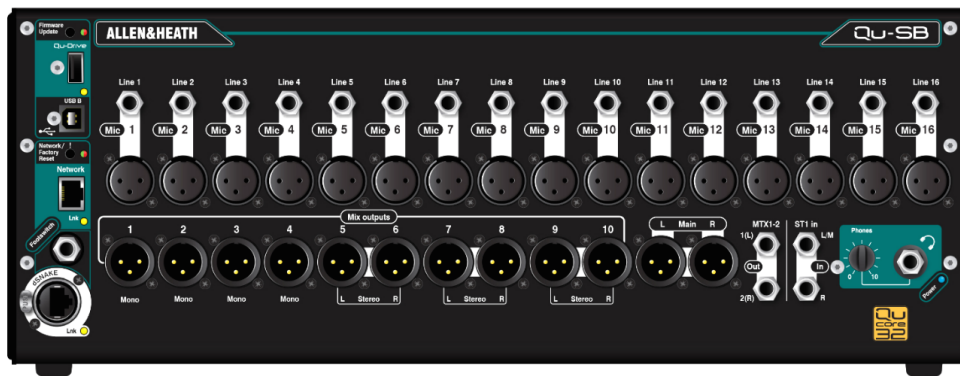 Firmware
Update
Qu-Drive
USB B
Network/
Factory
Reset
Network
Lnk
Footswitch
dSNAKE
Lnk
ALLEN&HEATH
Qu-SB
Line 1 Line 2 Line 3 Line 4 Line 5 Line 6 Line 7 Line 8 Line 9 Line 10 Line 11 Line 12 Line 13 Line 14 Line 15 Line 16
Mic 1 Mic 2 Mic 3 Mic 4 Mic 5 Mic 6 Mic 7 Mic 8 Mic 9 Mic 10 Mic 11 Mic 12 Mic 13 Mic 14 Mic 15 Mic 16
Mix outputs
1 2 3 4 5 6 7 8 9 10
L Main R
Mono Mono Mono Mono
L Stereo R L Stereo R L Stereo R
MTX1-2
1(L)
Out
2(R)
ST1 in
L/M
In
R
Phones
0 10
Power
Qu
core
32